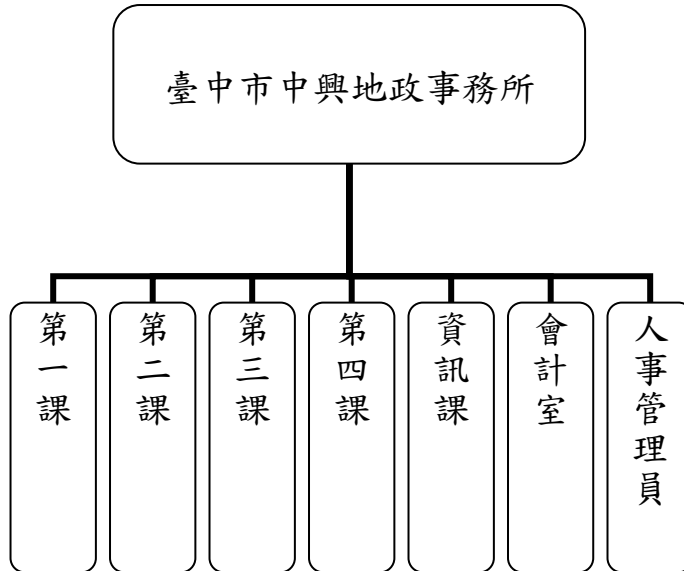 臺中市中興地政事務所
第一課
第二課
第三課
第四課
資訊課
會計室
人事管理員